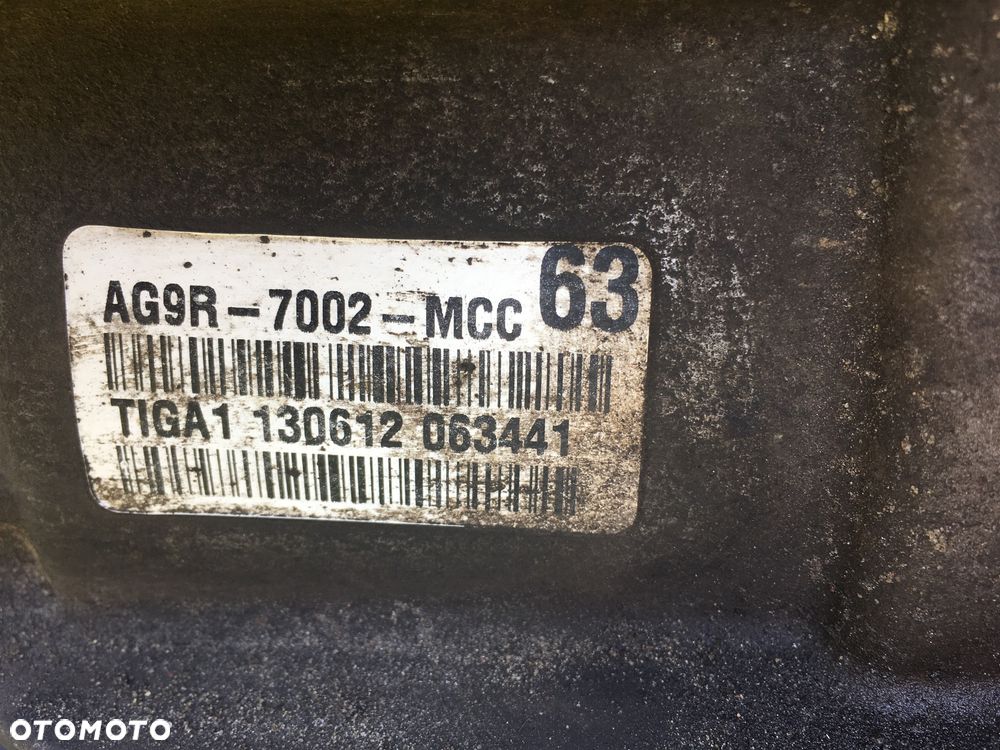 63
AG9R-7002-MCC
TIGA1 130612 063441
OTOMOTO